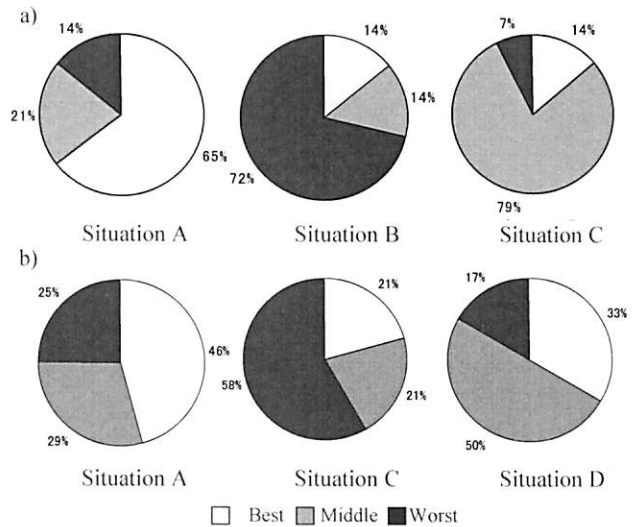 a)
14% 14% 7% 14%
21% 14%
65% 72%
79%
Situation A Situation B Situation C
b)
25% 21% 17% 33%
46% 58% 21%
29% 50%
Situation A Situation C Situation D
Best Middle Worst